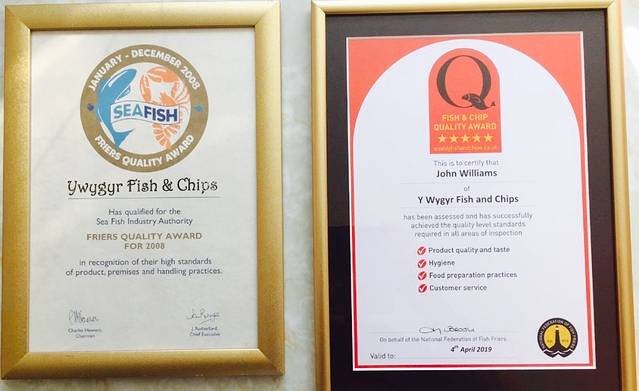 JANUARY - DECEMBER 2008
SEAFISH
FRIERS QUALITY AWARD
Ywygyr Fish & Chips
Has qualified for the
Sea Fish Industry Authority
FRIERS QUALITY AWARD
FOR 2008
in recognition of their high standards
of product, premises and handling practices.
Charles Howeson,
Chairman
J. Rutherford,
Chief Executive
Q
FISH & CHIP
QUALITY AWARD
qualityfishandchips.co.uk
This is to certify that
John Williams
of
Y Wygyr Fish and Chips
has been assessed and has successfully
achieved the quality level standards
required in all areas of inspection
Product quality and taste
Hygiene
Food preparation practices
Customer service
On behalf of the National Federation of Fish Friers
Valid to: 4th April 2019